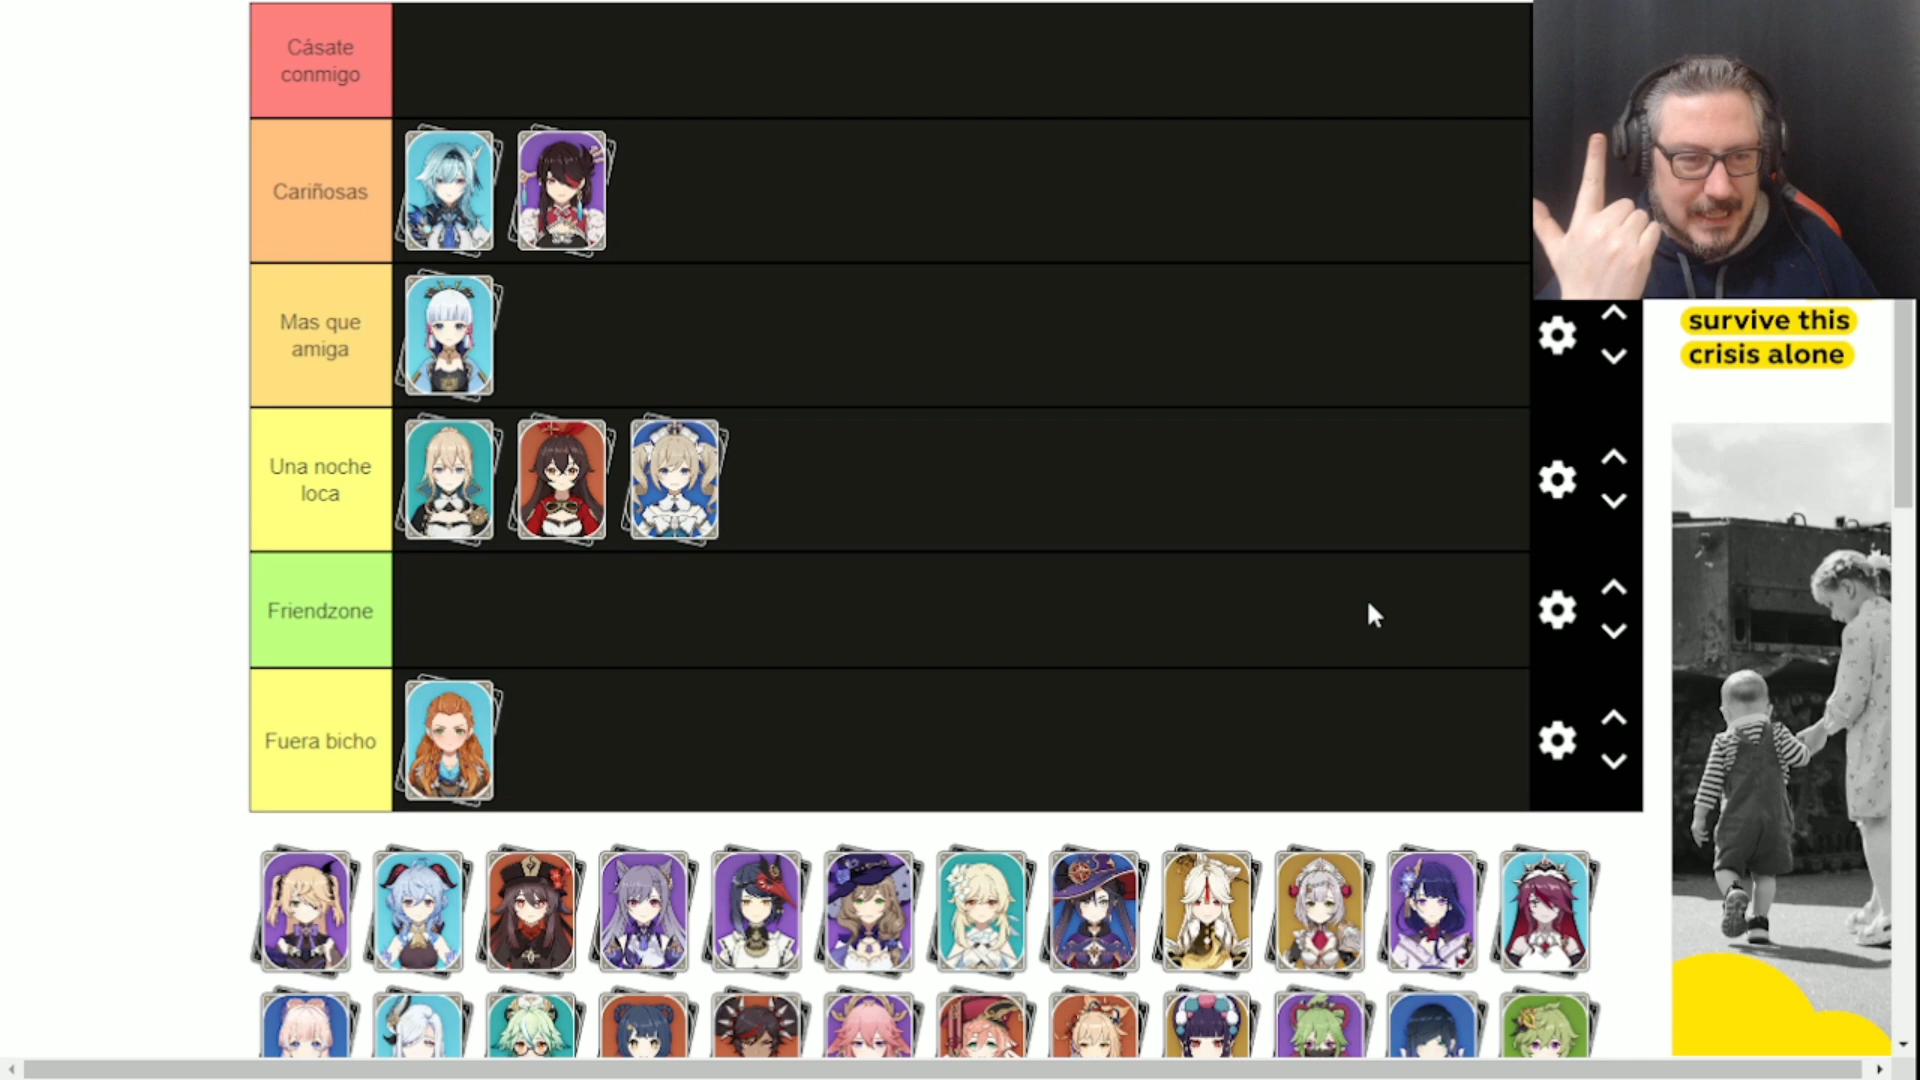 Cásate
conmigo
Cariñosas
Mas que
amiga
Una noche
loca
Friendzone
Fuera bicho
survive this
crisis alone